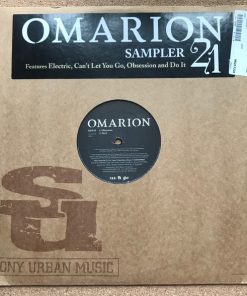 OMARION
SAMPLER 21
Features Electric, Can't Let You Go, Obsession and Do It
OMARION
SU
ONY URBAN MUSIC